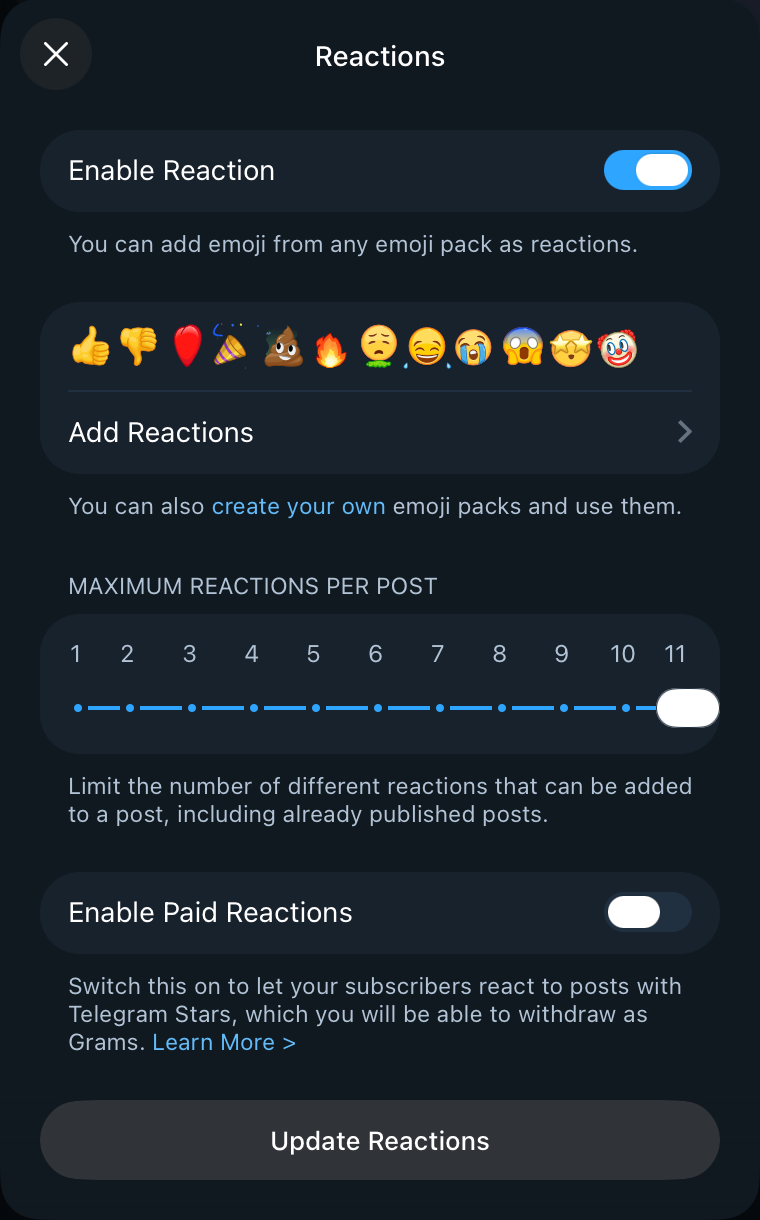 Reactions
Enable Reaction
You can add emoji from any emoji pack as reactions.
Add Reactions
You can also create your own emoji packs and use them.
MAXIMUM REACTIONS PER POST
1 2 3 4 5 6 7 8 9 10 11
Limit the number of different reactions that can be added
to a post, including already published posts.
Enable Paid Reactions
Switch this on to let your subscribers react to posts with
Telegram Stars, which you will be able to withdraw as
Grams. Learn More >
Update Reactions